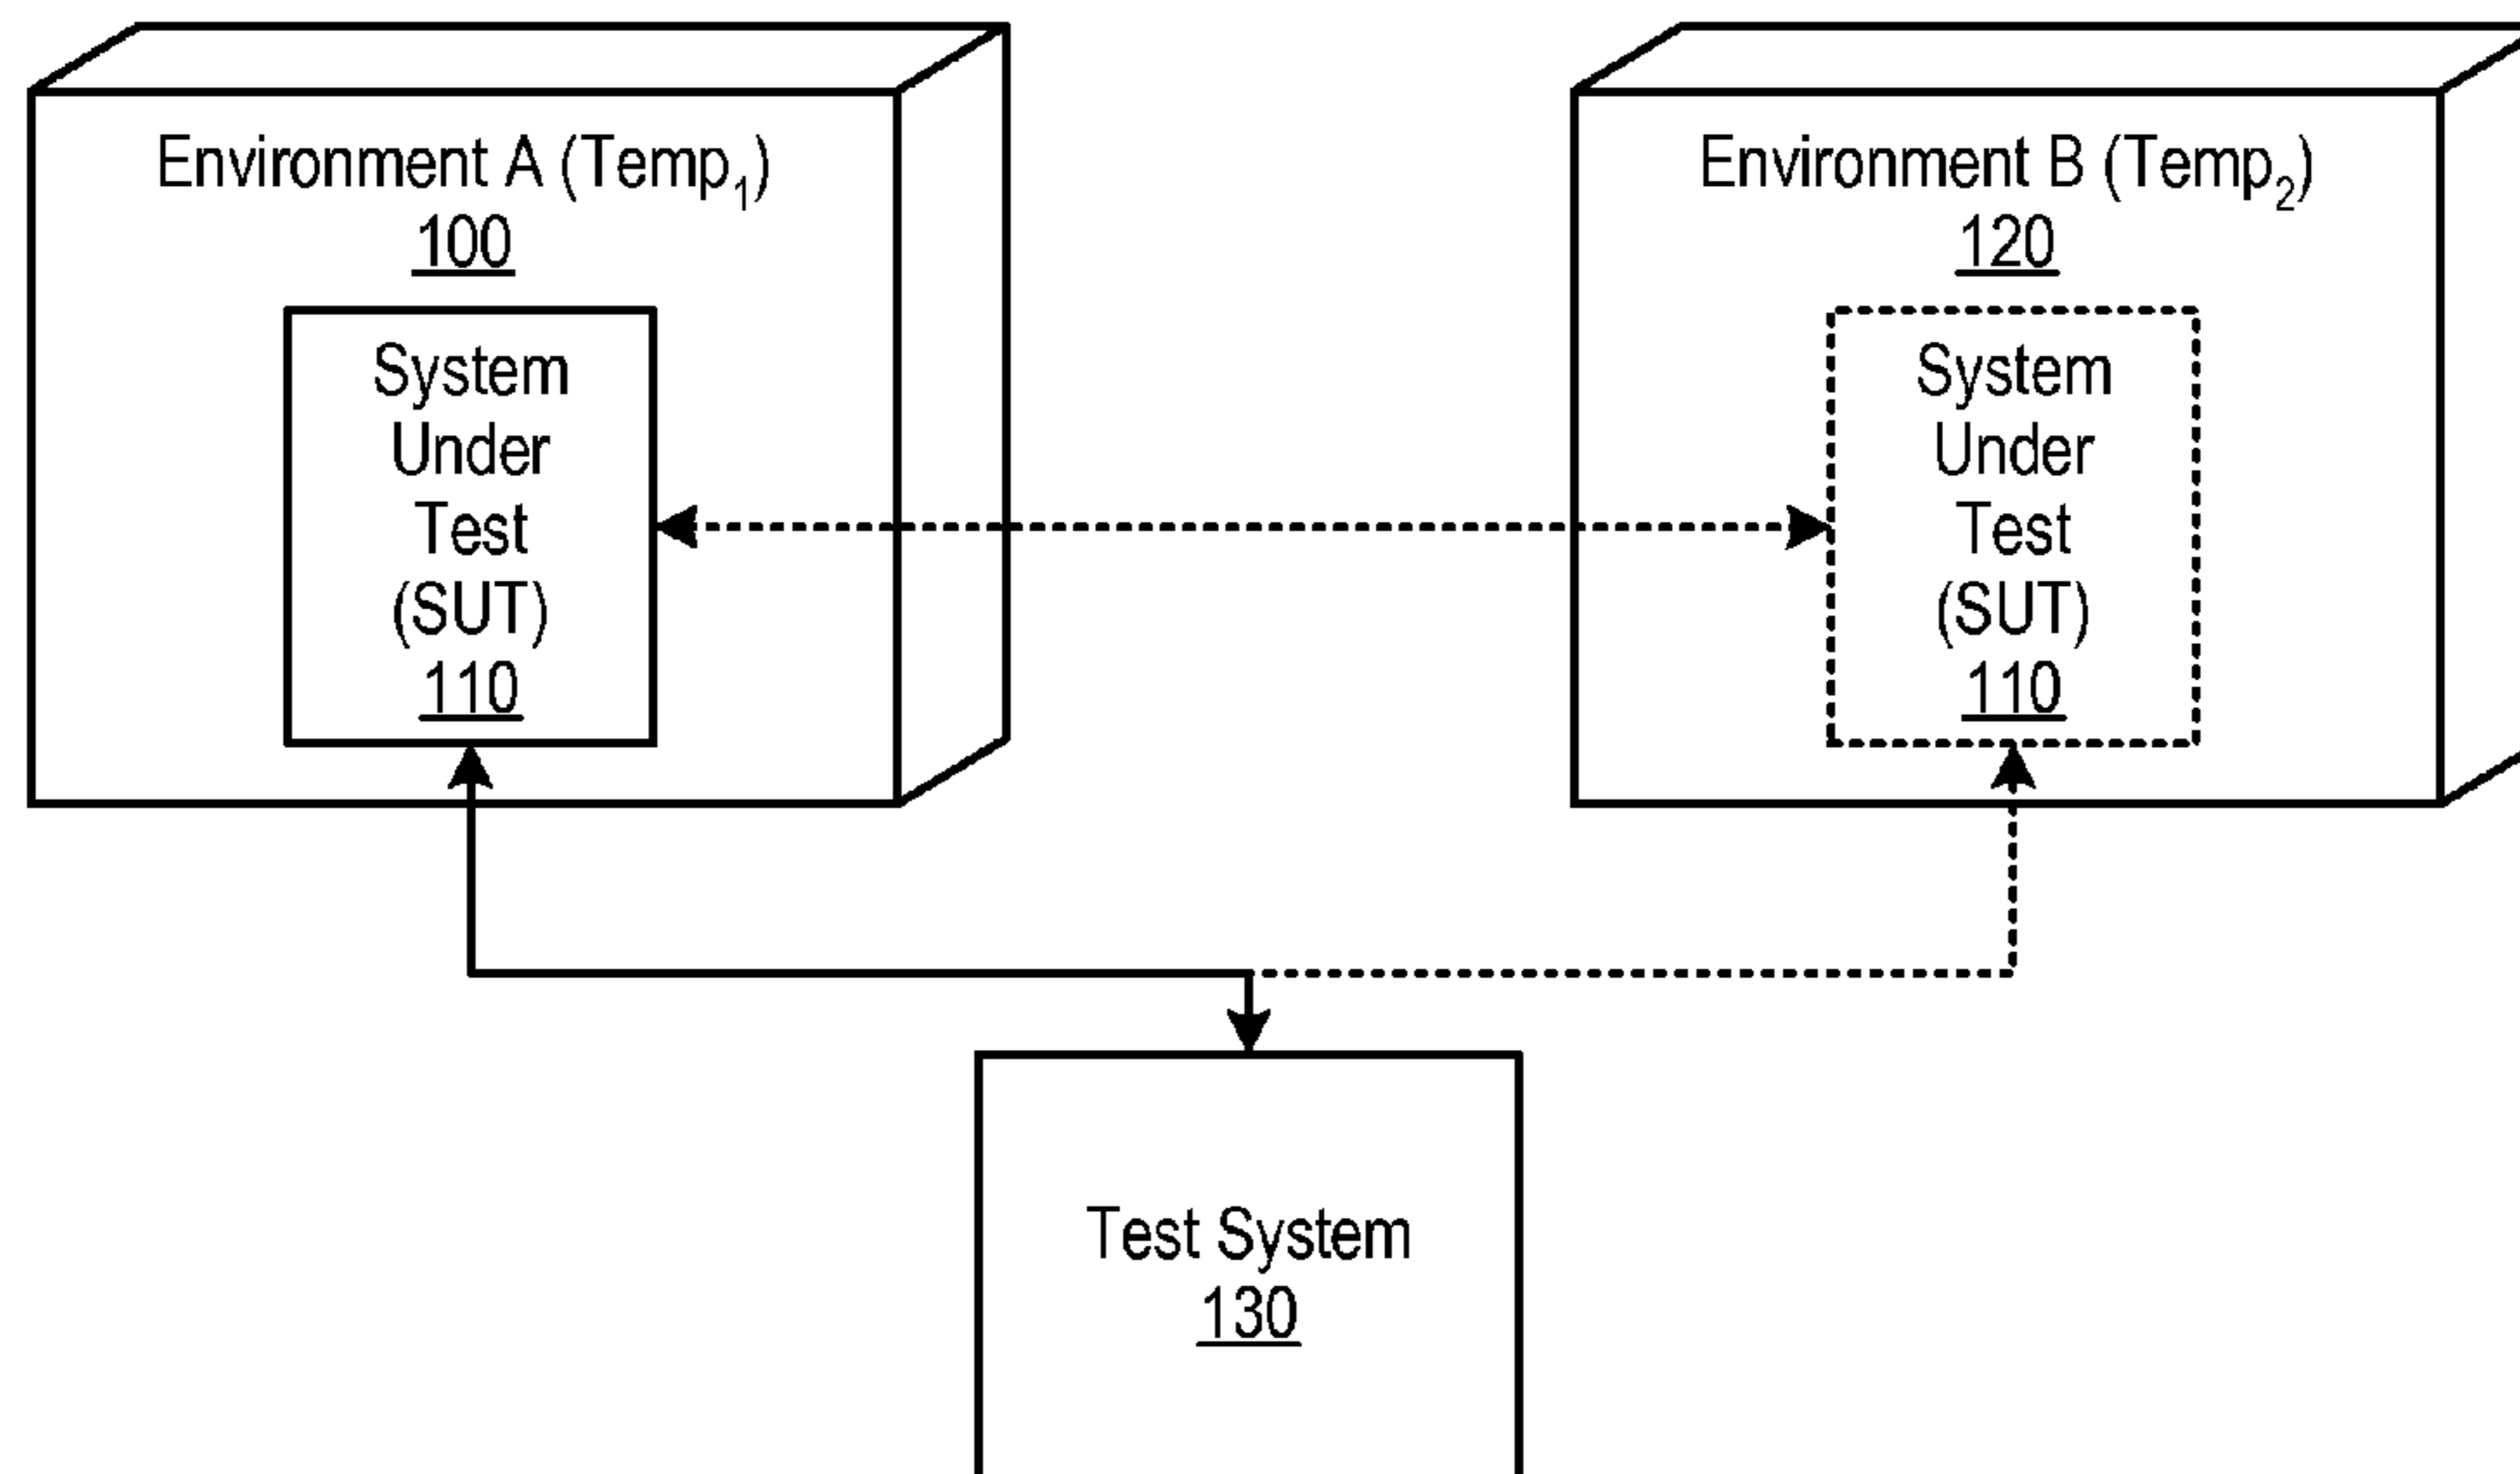 Environment A (Temp₁)
100
System
Under
Test
(SUT)
110
Environment B (Temp₂)
120
System
Under
Test
(SUT)
110
Test System
130